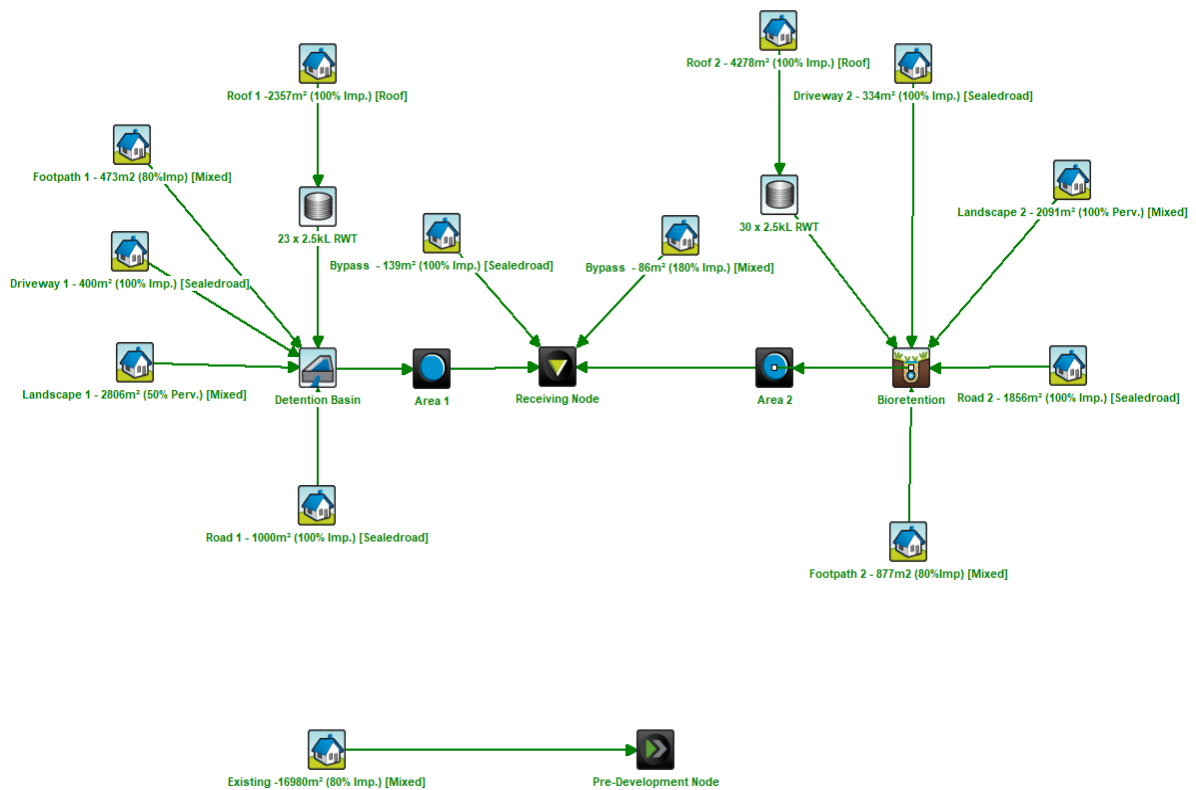 Roof 2 - 4278m² (100% Imp.) [Roof]
Roof 1 -2357m² (100% Imp.) [Roof]
Driveway 2 - 334m² (100% Imp.) [Sealedroad]
Footpath 1 - 473m2 (80%Imp) [Mixed]
Landscape 2 - 2091m² (100% Perv.) [Mixed]
30 x 2.5kL RWT
23 x 2.5kL RWT
Bypass  - 139m² (100% Imp.) [Sealedroad]
Bypass  - 86m² (180% Imp.) [Mixed]
Driveway 1 - 400m² (100% Imp.) [Sealedroad]
Landscape 1 - 2806m² (50% Perv.) [Mixed]
Detention Basin
Area 1
Receiving Node
Area 2
Bioretention
Road 2 - 1856m² (100% Imp.) [Sealedroad]
Road 1 - 1000m² (100% Imp.) [Sealedroad]
Footpath 2 - 877m2 (80%Imp) [Mixed]
Existing -16980m² (80% Imp.) [Mixed]
Pre-Development Node